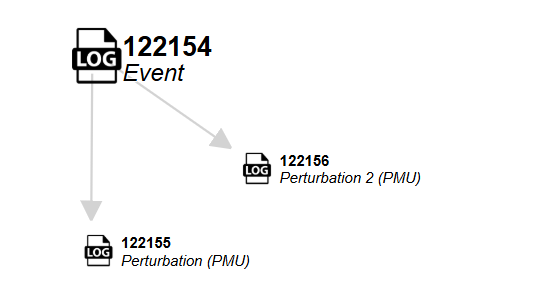 LOG
122154
Event
LOG
122156
Perturbation 2 (PMU)
LOG
122155
Perturbation (PMU)